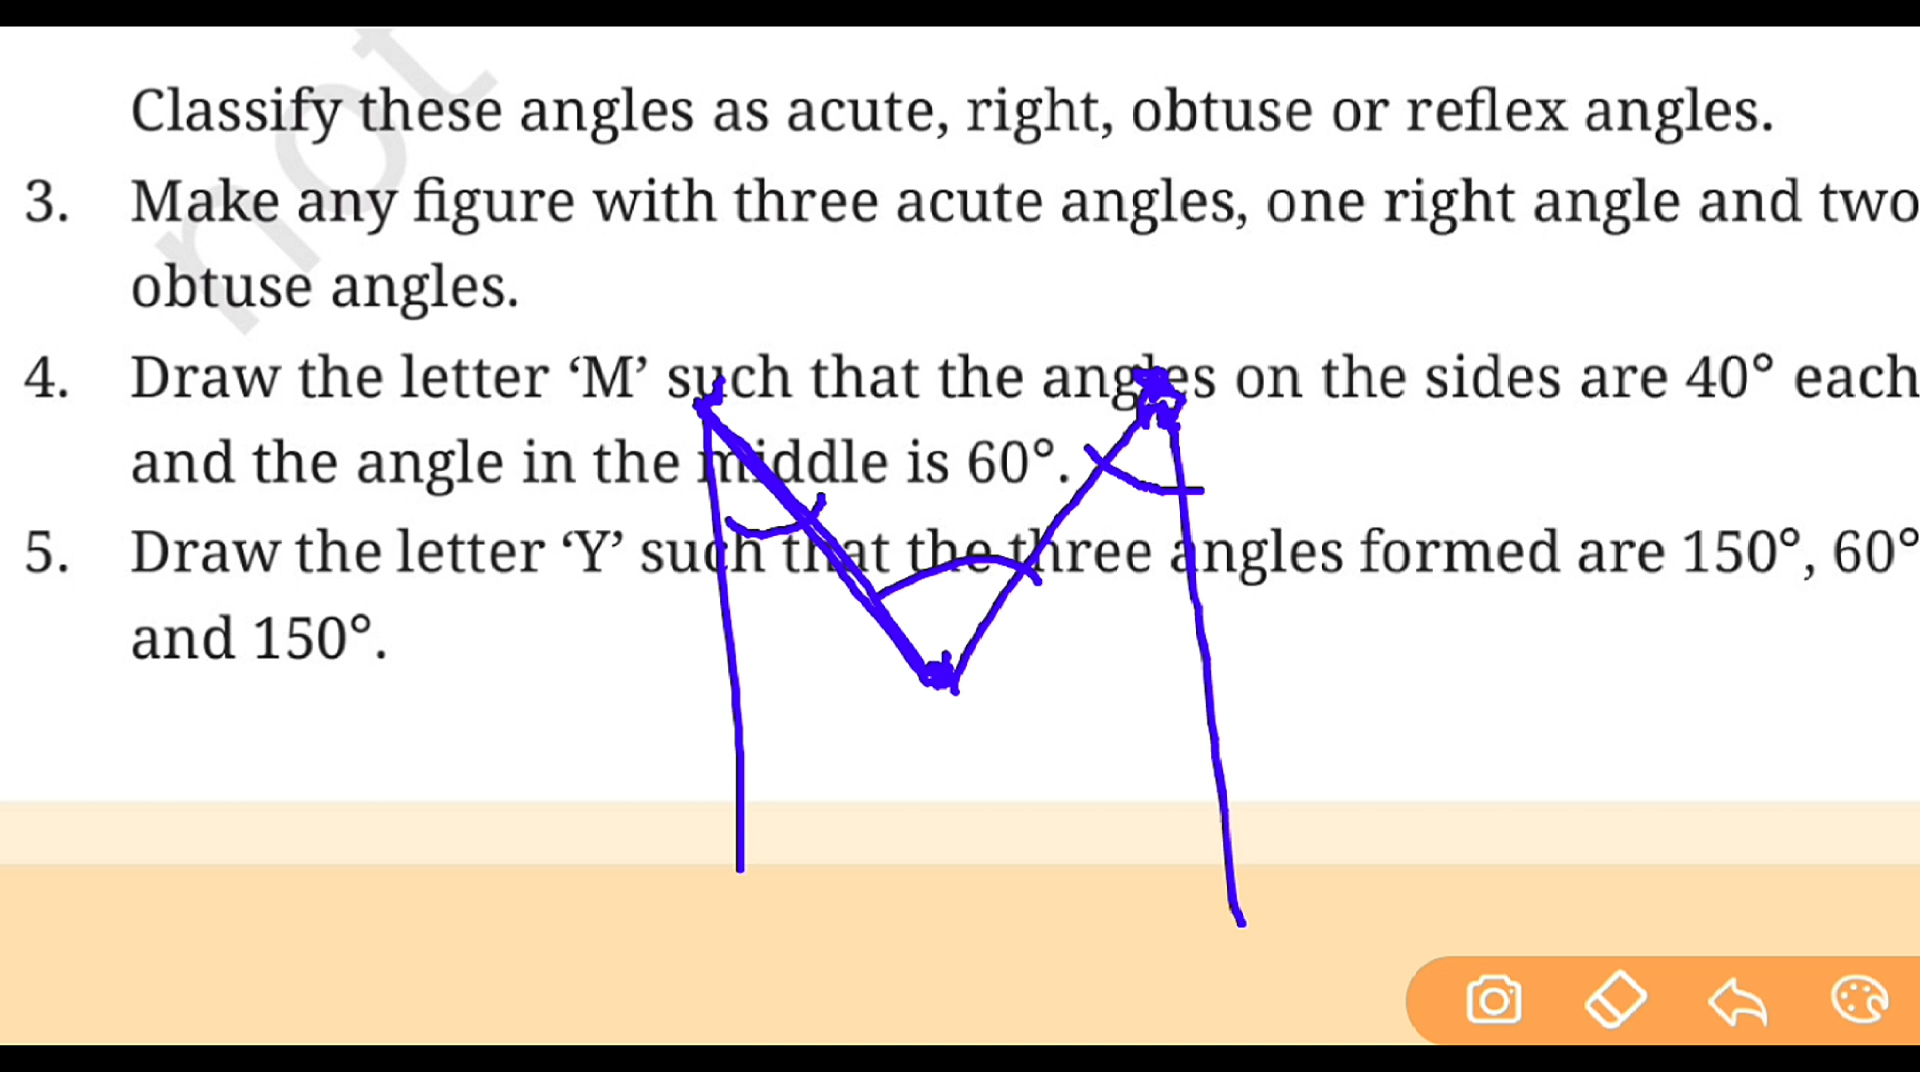 not
Classify these angles as acute, right, obtuse or reflex angles.
3. Make any figure with three acute angles, one right angle and two
obtuse angles.
4. Draw the letter ‘M’ such that the angles on the sides are 40° each
and the angle in the middle is 60°.
5. Draw the letter ‘Y’ such that the three angles formed are 150°, 60°
and 150°.